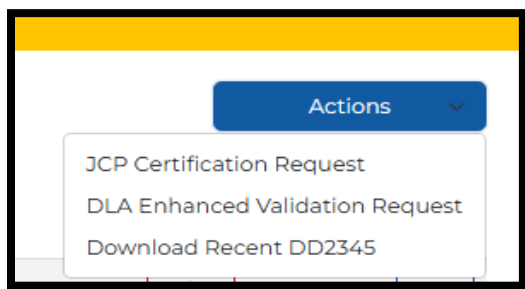 Actions
JCP Certification Request
DLA Enhanced Validation Request
Download Recent DD2345